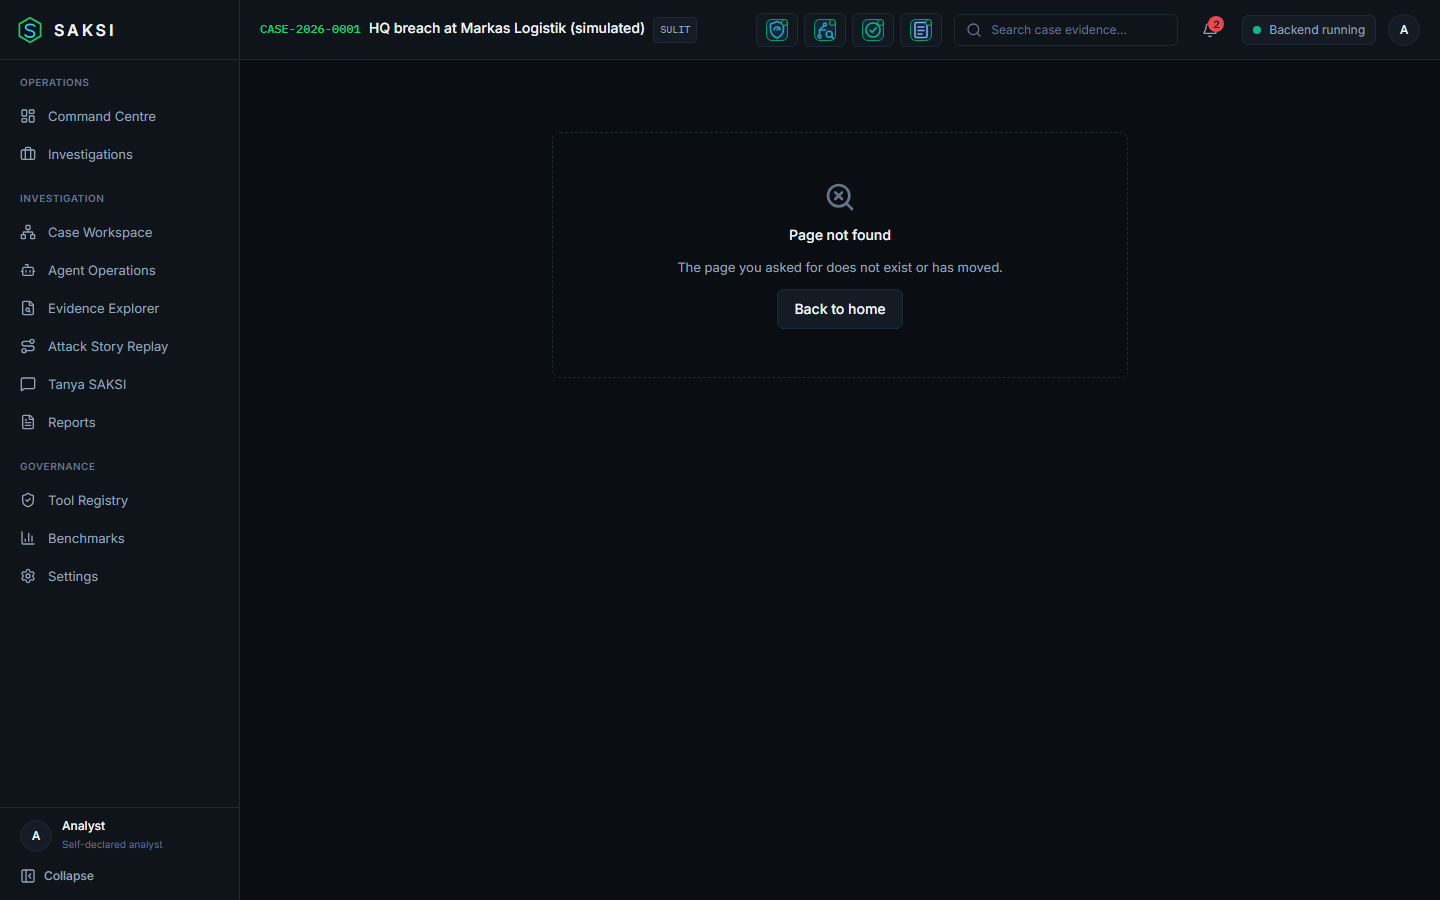 SAKSI
CASE-2026-0001 HQ breach at Markas Logistik (simulated) SULIT
Search case evidence...
2
Backend running
A
OPERATIONS
Command Centre
Investigations
INVESTIGATION
Case Workspace
Agent Operations
Evidence Explorer
Attack Story Replay
Tanya SAKSI
Reports
GOVERNANCE
Tool Registry
Benchmarks
Settings
Page not found
The page you asked for does not exist or has moved.
Back to home
A
Analyst
Self-declared analyst
Collapse